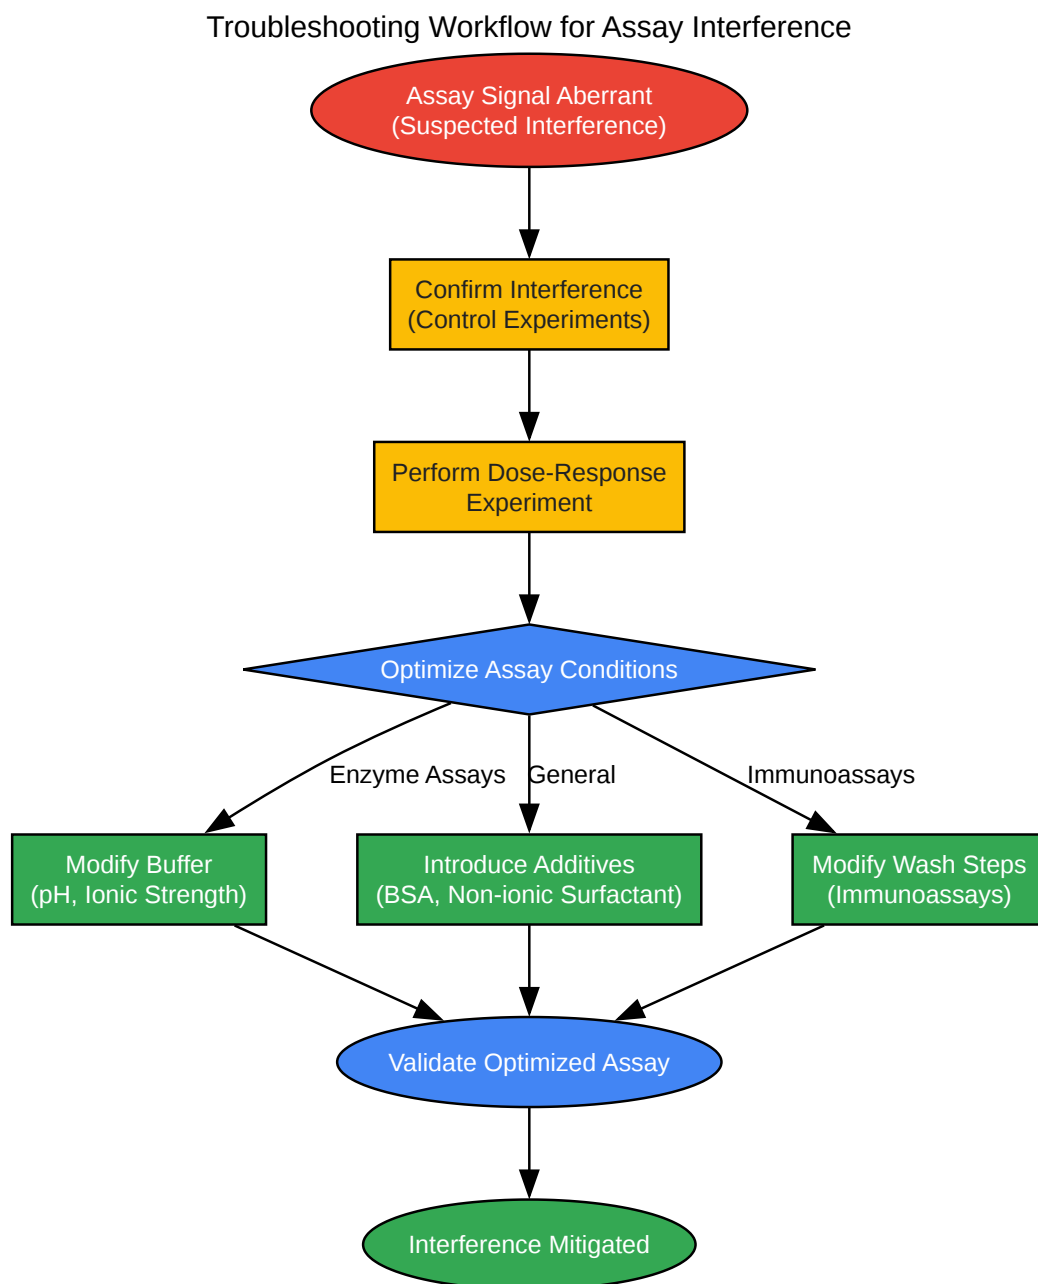 Troubleshooting Workflow for Assay Interference
Assay Signal Aberrant
(Suspected Interference)
Confirm Interference
(Control Experiments)
Perform Dose-Response
Experiment
Optimize Assay Conditions
Enzyme Assays
General
Immunoassays
Modify Buffer
(pH, Ionic Strength)
Introduce Additives
(BSA, Non-ionic Surfactant)
Modify Wash Steps
(Immunoassays)
Validate Optimized Assay
Interference Mitigated